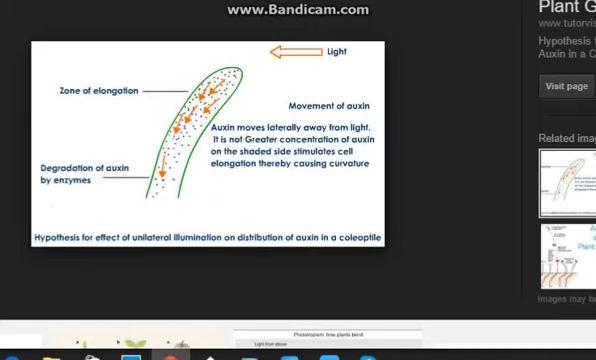 www.Bandicam.com
Plant G
www.tutorvis
Hypothesis f
Auxin in a C
Visit page
Related ima
Light
Zone of elongation
Movement of auxin
Auxin moves laterally away from light.
It is not Greater concentration of auxin
on the shaded side stimulates cell
elongation thereby causing curvature
Degradation of auxin
by enzymes
Hypothesis for effect of unilateral illumination on distribution of auxin in a coleoptile
Images may be
Phototropism: how plants bend
Light from above